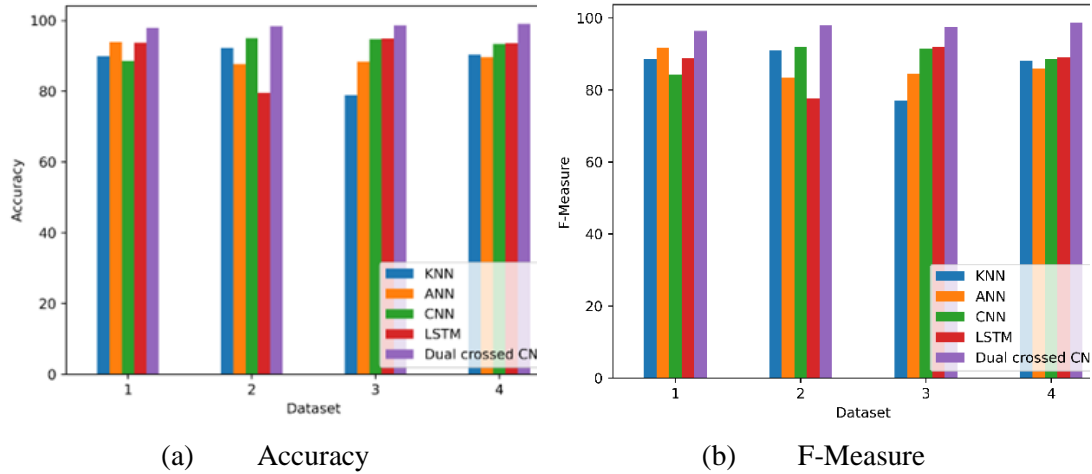 100
80
60
40
20
0
Accuracy
KNN
ANN
CNN
LSTM
Dual crossed CN
1 2 3 4
Dataset
(a) Accuracy
100
80
60
40
20
0
F-Measure
KNN
ANN
CNN
LSTM
Dual crossed CN
1 2 3 4
Dataset
(b) F-Measure